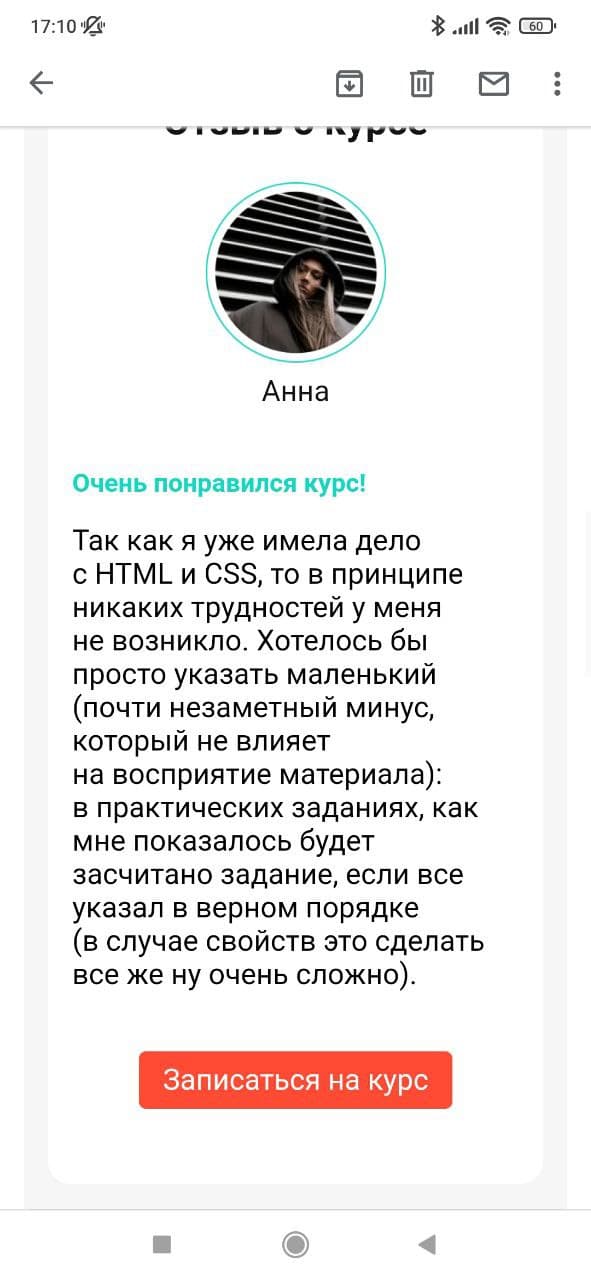 17:10
60
Отзыв о курсе
Анна
Очень понравился курс!
Так как я уже имела дело
с HTML и CSS, то в принципе
никаких трудностей у меня
не возникло. Хотелось бы
просто указать маленький
(почти незаметный минус,
который не влияет
на восприятие материала):
в практических заданиях, как
мне показалось будет
засчитано задание, если все
указал в верном порядке
(в случае свойств это сделать
все же ну очень сложно).
Записаться на курс